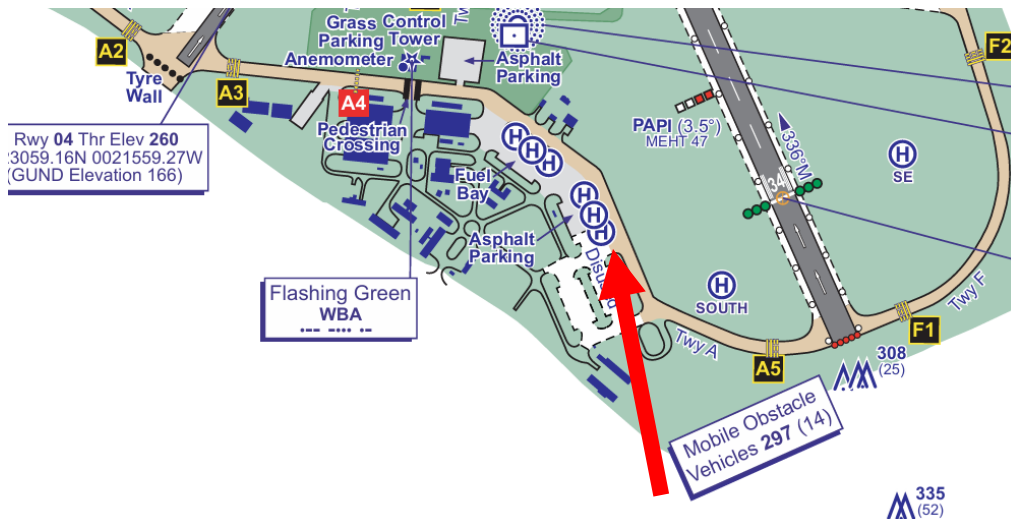 A2
Tyre
Wall
A3
Grass
Parking
Anemometer
Control
Tower
A4
Pedestrian
Crossing
Asphalt
Parking
Rwy 04 Thr Elev 260
3059.16N 0021559.27W
(GUND Elevation 166)
H
H
H
Fuel
Bay
H
H
H
Asphalt
Parking
Flashing Green
WBA
PAPI (3.5°)
MEHT 47
336°M
34
H
SE
H
SOUTH
F2
Twy F
F1
Twy A
A5
308
(25)
Mobile Obstacle
Vehicles 297 (14)
335
(52)